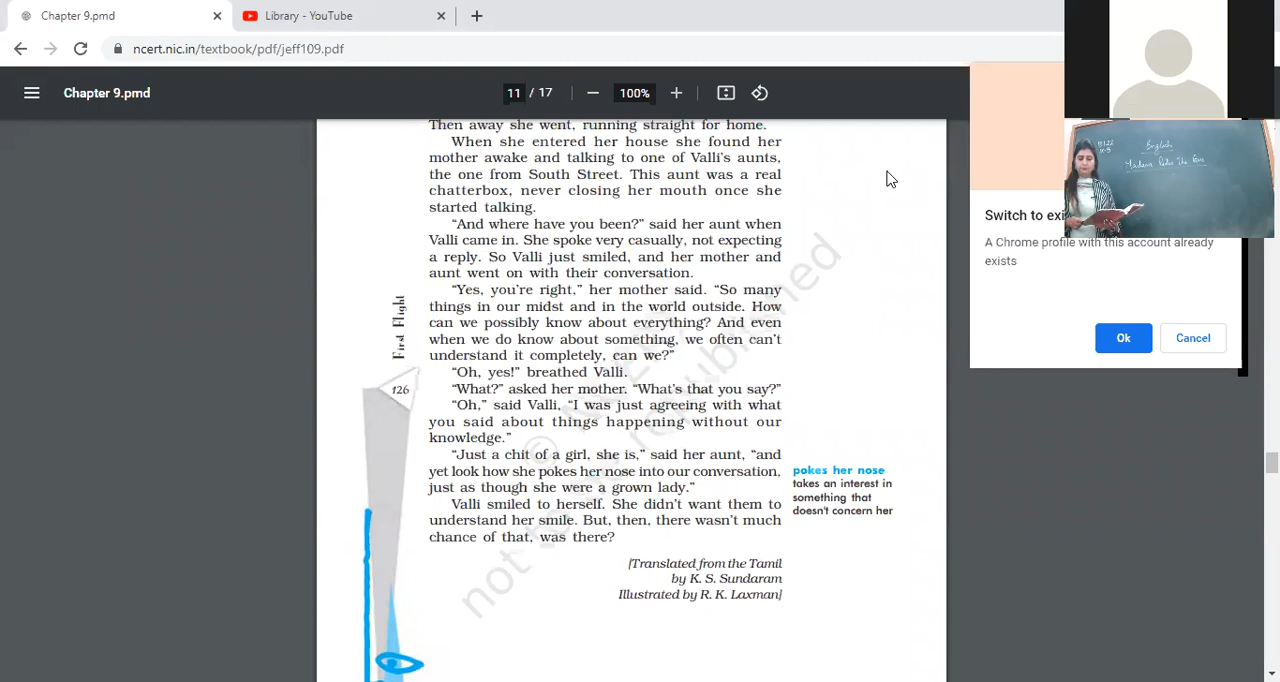 Chapter 9.pmd
Library - YouTube
ncert.nic.in/textbook/pdf/jeff109.pdf
Chapter 9.pmd
11 / 17
100%
Then away she went, running straight for home.
When she entered her house she found her
mother awake and talking to one of Valli's aunts,
the one from South Street. This aunt was a real
chatterbox, never closing her mouth once she
started talking.
"And where have you been?" said her aunt when
Valli came in. She spoke very casually, not expecting
a reply. So Valli just smiled, and her mother and
aunt went on with their conversation.
"Yes, you're right," her mother said. "So many
things in our midst and in the world outside. How
can we possibly know about everything? And even
when we do know about something, we often can't
understand it completely, can we?"
"Oh, yes!" breathed Valli.
"What?" asked her mother. "What's that you say?"
"Oh," said Valli, "I was just agreeing with what
you said about things happening without our
knowledge."
"Just a chit of a girl, she is," said her aunt, "and
yet look how she pokes her nose into our conversation,
just as though she were a grown lady."
Valli smiled to herself. She didn't want them to
understand her smile. But, then, there wasn't much
chance of that, was there?
[Translated from the Tamil
by K. S. Sundaram
Illustrated by R. K. Laxman]
First Flight
126
pokes her nose
takes an interest in
something that
doesn't concern her
not to be republished
Switch to exi
A Chrome profile with this account already
exists
Ok
Cancel
English
Madam Rides The Bus